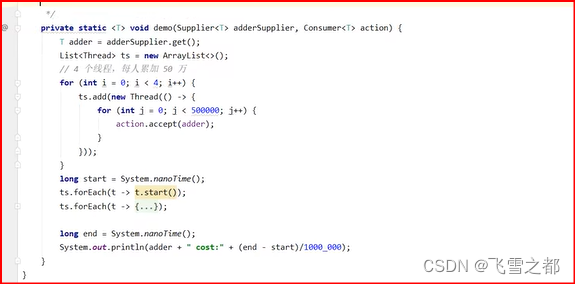 */
private static <T> void demo(Supplier<T> adderSupplier, Consumer<T> action) {
T adder = adderSupplier.get();
List<Thread> ts = new ArrayList<>();
// 4 个线程，每人累加 50 万
for (int i = 0; i < 4; i++) {
ts.add(new Thread(() -> {
for (int j = 0; j < 500000; j++) {
action.accept(adder);
}
}));
}
long start = System.nanoTime();
ts.forEach(t -> t.start());
ts.forEach(t -> {...});
long end = System.nanoTime();
System.out.println(adder + " cost:" + (end - start)/1000_000);
}
}
CSDN @飞雪之都